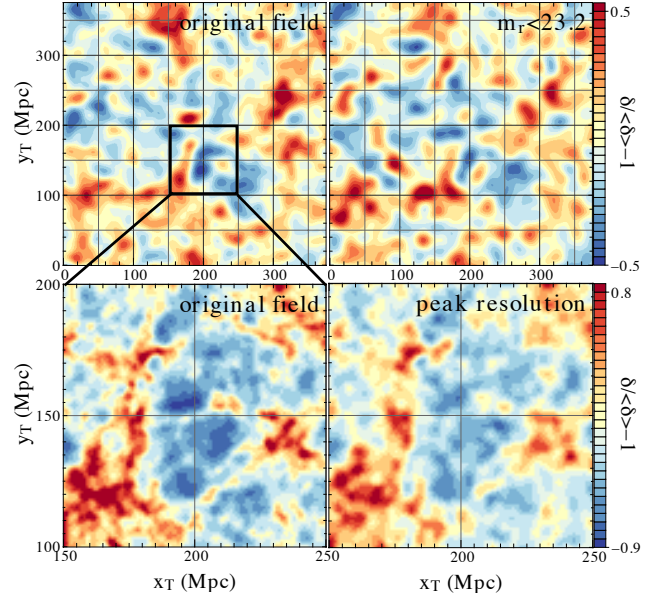 original field
m_r<23.2
0.5
300
200
100
0
y_T (Mpc)
δ/<δ>−1
−0.5
0 100 200 300
0 100 200 300
200
150
100
y_T (Mpc)
original field
peak resolution
0.8
δ/<δ>−1
−0.9
150 200 250
150 200 250
x_T (Mpc)
x_T (Mpc)